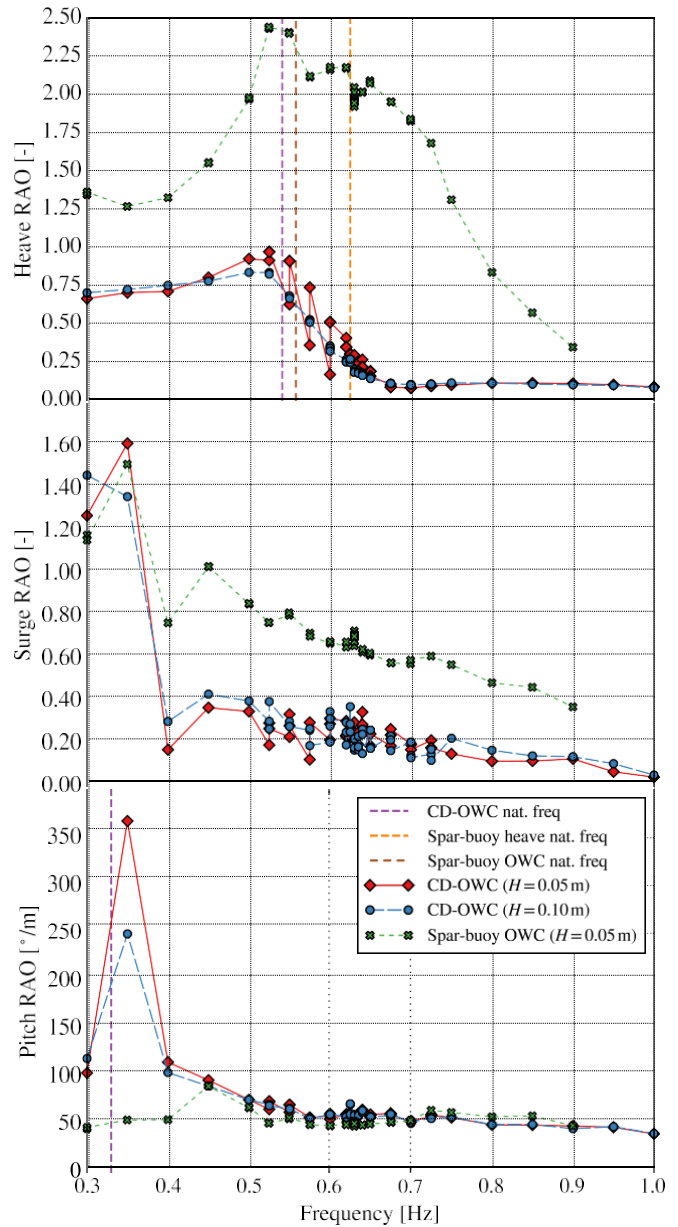 2.50
2.25
2.00
1.75
1.50
1.25
1.00
0.75
0.50
0.25
0.00
Heave RAO [-]
1.60
1.40
1.20
1.00
0.80
0.60
0.40
0.20
0.00
Surge RAO [-]
350
300
250
200
150
100
50
0
Pitch RAO [°/m]
CD-OWC nat. freq
Spar-buoy heave nat. freq
Spar-buoy OWC nat. freq
CD-OWC (H = 0.05 m)
CD-OWC (H = 0.10 m)
Spar-buoy OWC (H = 0.05 m)
0.3 0.4 0.5 0.6 0.7 0.8 0.9 1.0
Frequency [Hz]